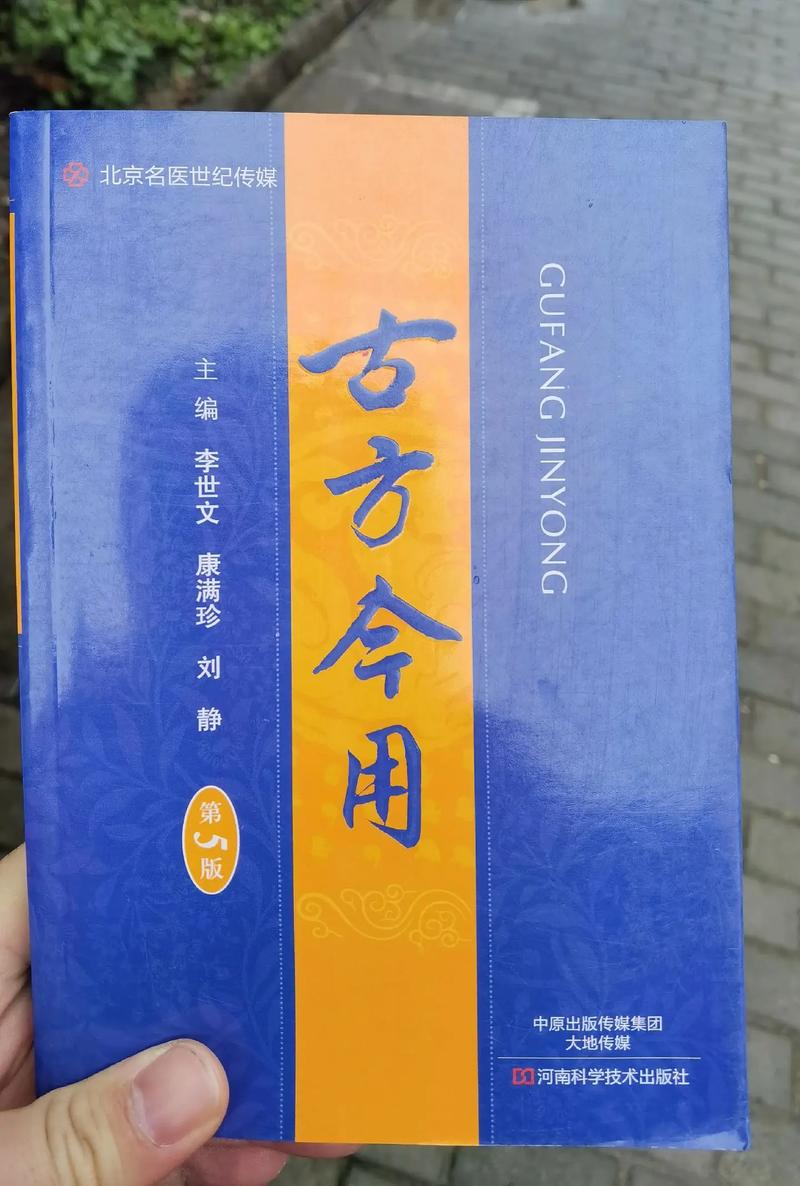 北京名医世纪传媒
古方今用
GUFANG JINYONG
主编 李世文 康满珍 刘静
第5版
中原出版传媒集团
大地传媒
河南科学技术出版社